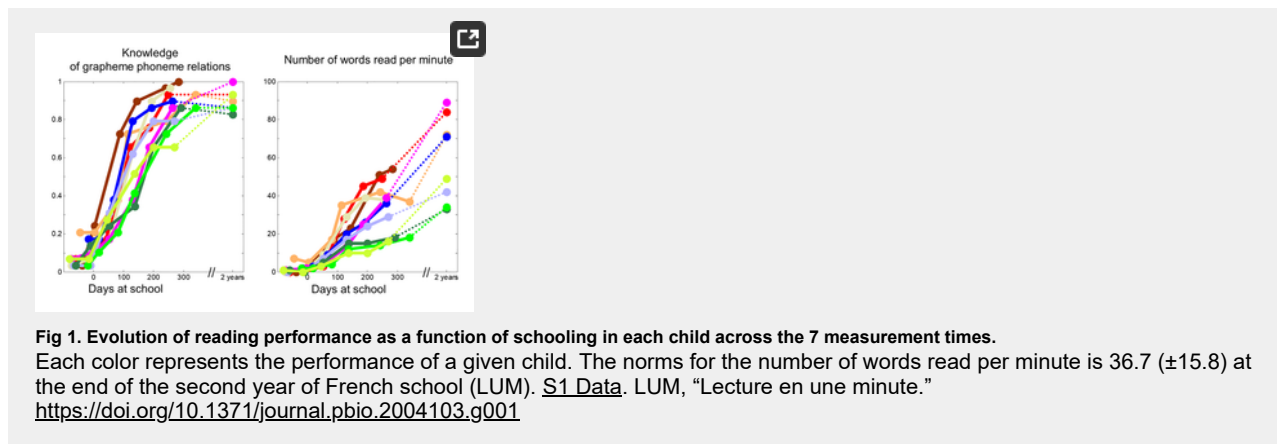 Knowledge
of grapheme phoneme relations
Number of words read per minute
1
0.8
0.6
0.4
0.2
0
0 100 200 300 // 2 years
Days at school
100
80
60
40
20
0
0 100 200 300 // 2 years
Days at school
Fig 1. Evolution of reading performance as a function of schooling in each child across the 7 measurement times.
Each color represents the performance of a given child. The norms for the number of words read per minute is 36.7 (±15.8) at
the end of the second year of French school (LUM). S1 Data. LUM, “Lecture en une minute.”
https://doi.org/10.1371/journal.pbio.2004103.g001